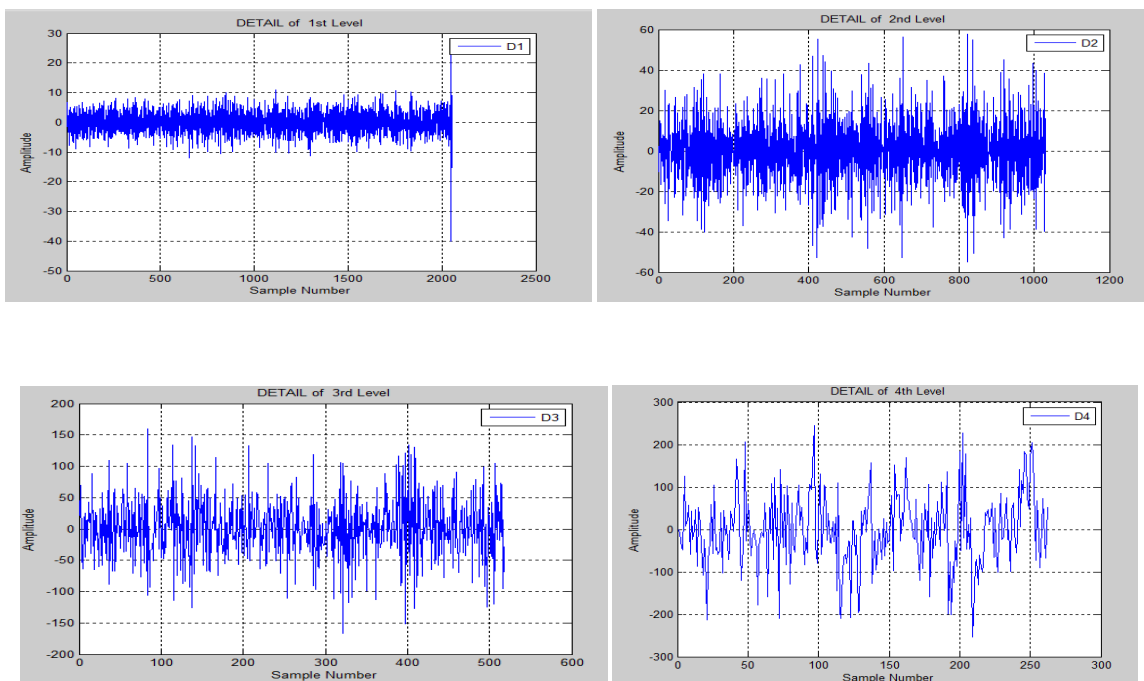 DETAIL of 1st Level
30
20
10
0
-10
-20
-30
-40
-50
Amplitude
D1
0 500 1000 1500 2000 2500
Sample Number
DETAIL of 2nd Level
60
40
20
0
-20
-40
-60
Amplitude
D2
0 200 400 600 800 1000 1200
Sample Number
DETAIL of 3rd Level
200
150
100
50
0
-50
-100
-150
-200
Amplitude
D3
0 100 200 300 400 500 600
Sample Number
DETAIL of 4th Level
300
200
100
0
-100
-200
-300
Amplitude
D4
0 50 100 150 200 250 300
Sample Number